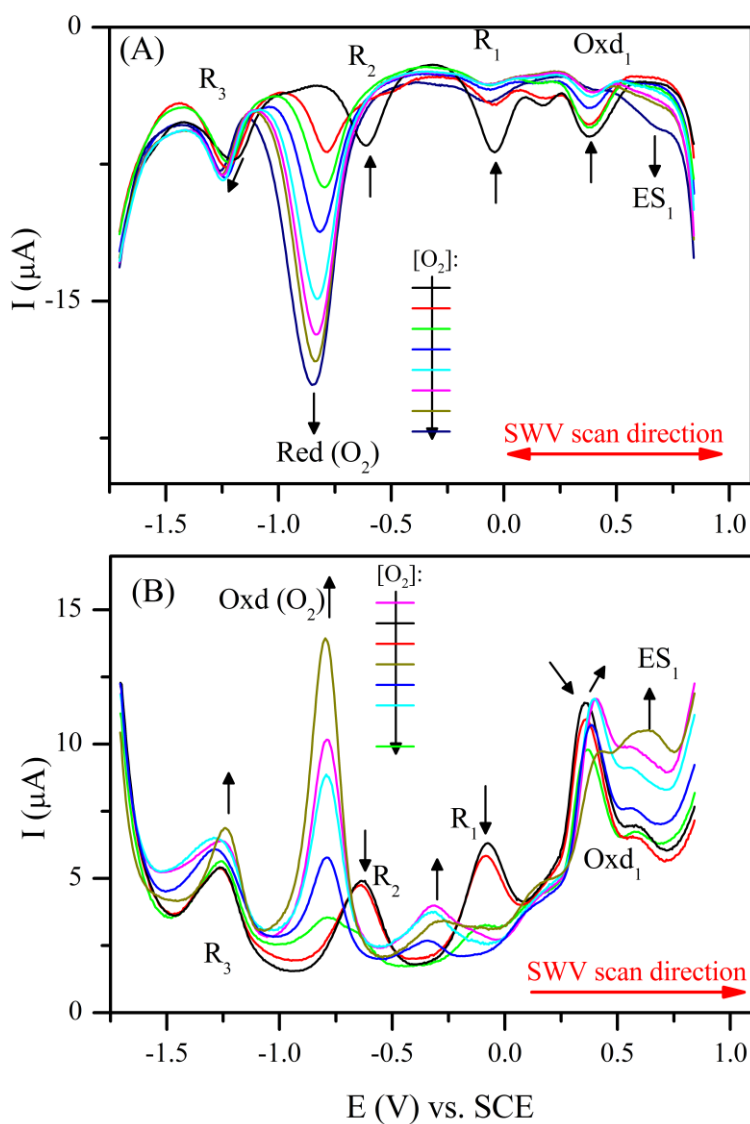 (A)
0
R3
R2
R1
Oxd1
ES1
[O2]:
I (µA)
-15
Red (O2)
SWV scan direction
-1.5
-1.0
-0.5
0.0
0.5
1.0
(B)
[O2]:
15
Oxd (O2)
ES1
10
I (µA)
R1
5
R2
Oxd1
R3
SWV scan direction
0
-1.5
-1.0
-0.5
0.0
0.5
1.0
E (V) vs. SCE